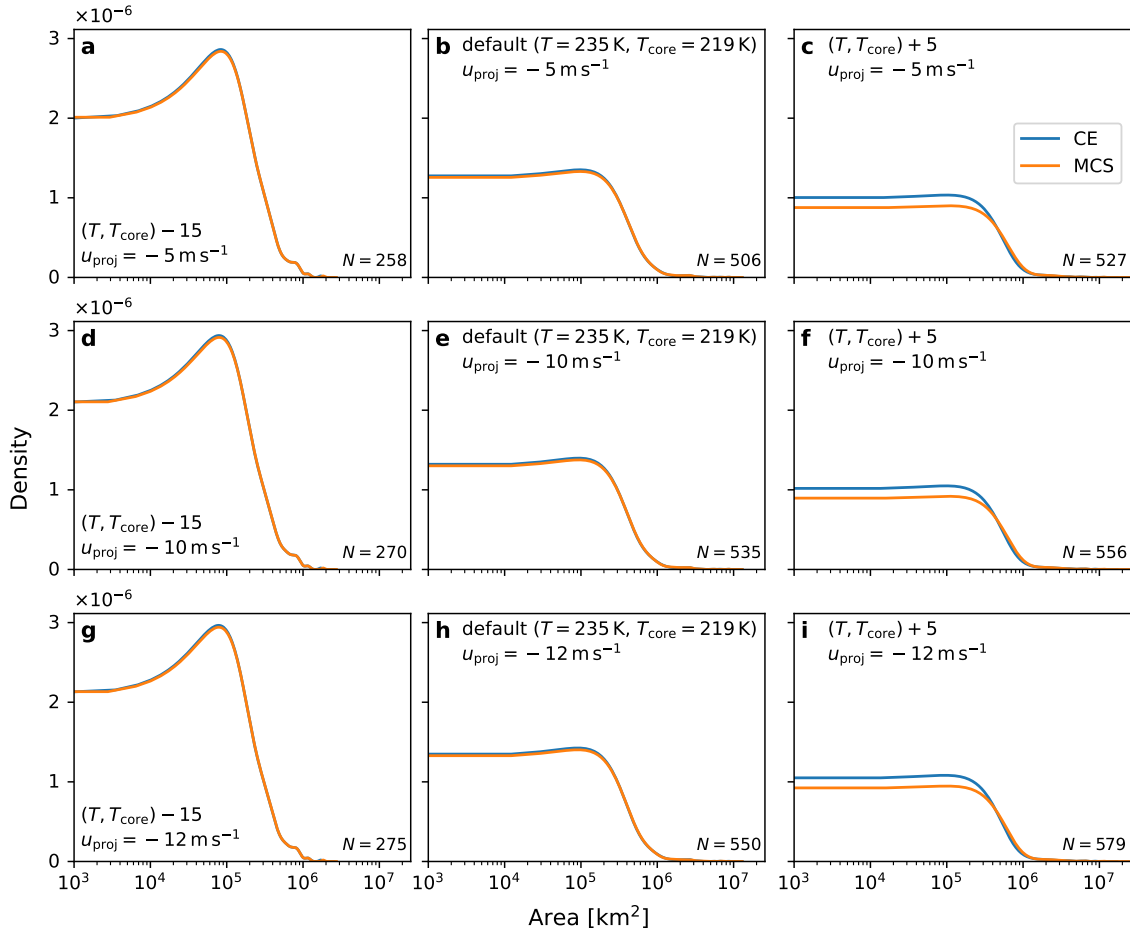 ×10⁻⁶
a
3
2
1
0
(T, T_core) − 15
u_proj = − 5 m s⁻¹
N = 258
b default (T = 235 K, T_core = 219 K)
u_proj = − 5 m s⁻¹
N = 506
c (T, T_core) + 5
u_proj = − 5 m s⁻¹
CE
MCS
N = 527
×10⁻⁶
d
3
2
1
0
(T, T_core) − 15
u_proj = − 10 m s⁻¹
N = 270
e default (T = 235 K, T_core = 219 K)
u_proj = − 10 m s⁻¹
N = 535
f (T, T_core) + 5
u_proj = − 10 m s⁻¹
N = 556
Density
×10⁻⁶
g
3
2
1
0
(T, T_core) − 15
u_proj = − 12 m s⁻¹
N = 275
h default (T = 235 K, T_core = 219 K)
u_proj = − 12 m s⁻¹
N = 550
i (T, T_core) + 5
u_proj = − 12 m s⁻¹
N = 579
10³ 10⁴ 10⁵ 10⁶ 10⁷
10³ 10⁴ 10⁵ 10⁶ 10⁷
10³ 10⁴ 10⁵ 10⁶ 10⁷
Area [km²]